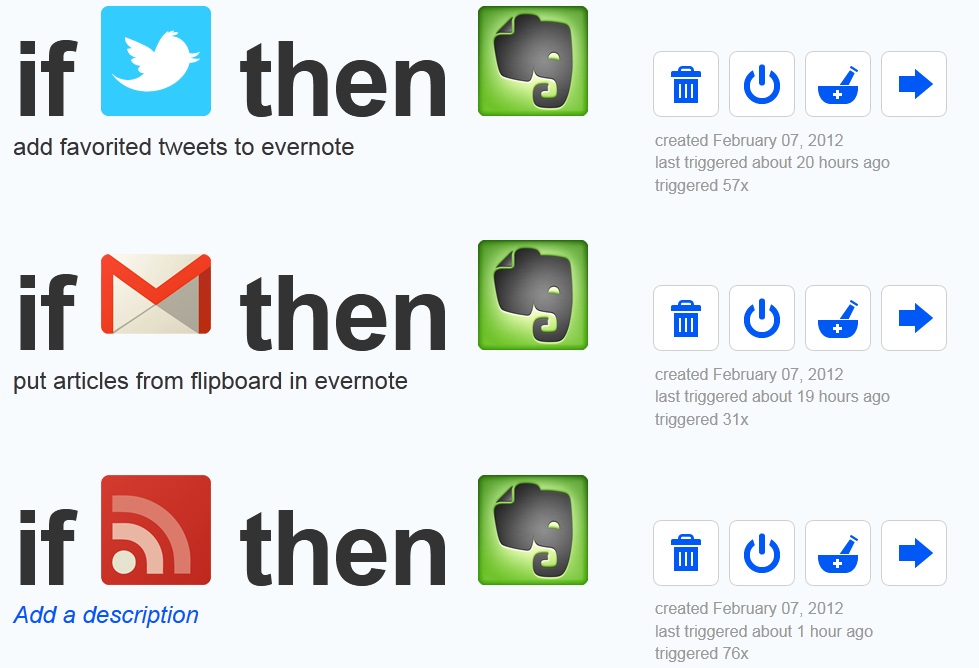 if then
add favorited tweets to evernote
created February 07, 2012
last triggered about 20 hours ago
triggered 57x
if then
put articles from flipboard in evernote
created February 07, 2012
last triggered about 19 hours ago
triggered 31x
if then
Add a description
created February 07, 2012
last triggered about 1 hour ago
triggered 76x